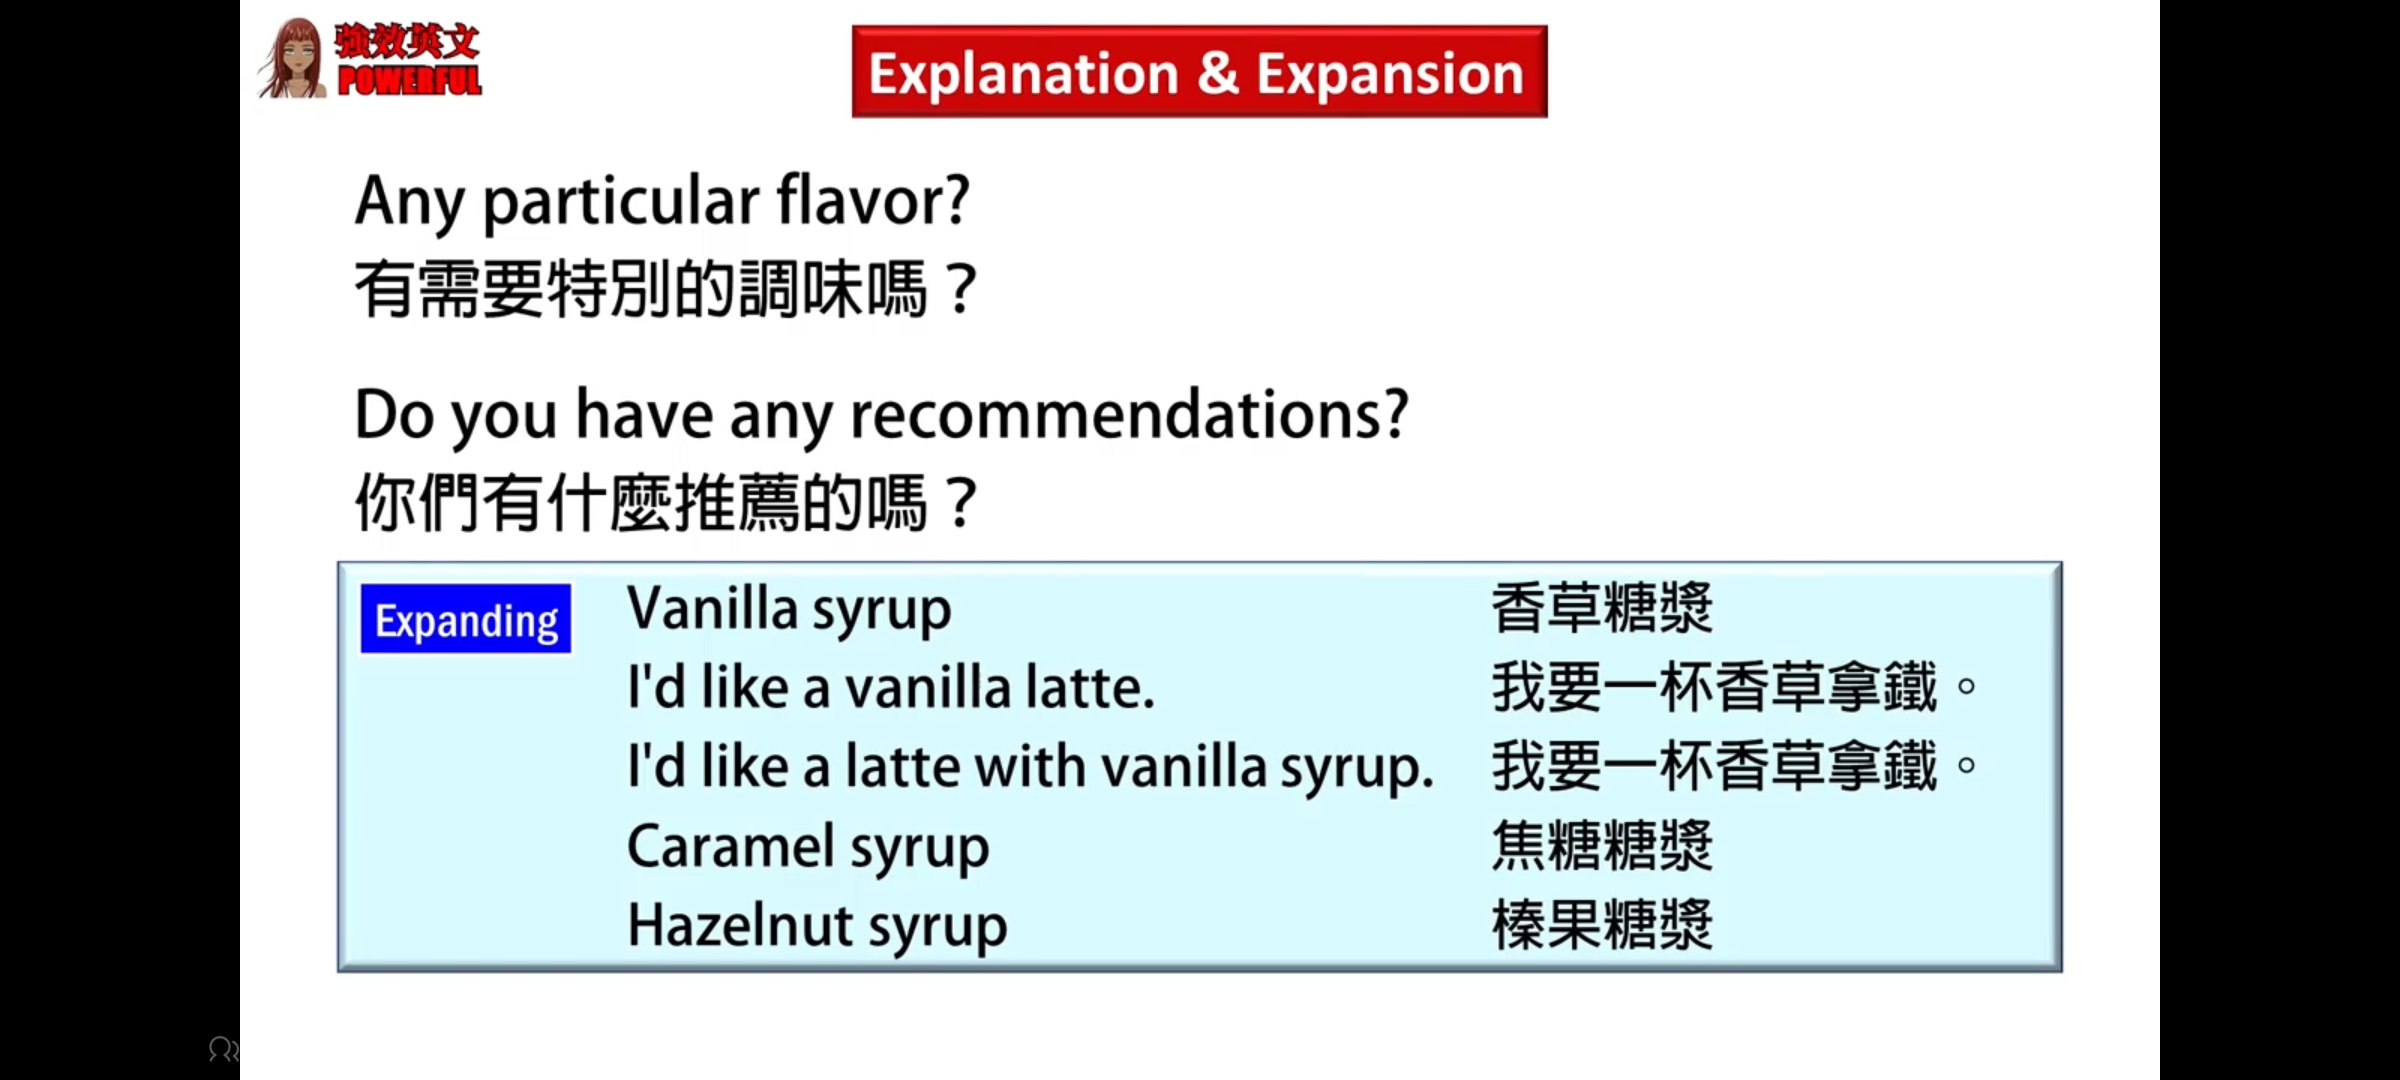 強效英文
POWERFUL
Explanation & Expansion
Any particular flavor?
有需要特別的調味嗎？
Do you have any recommendations?
你們有什麼推薦的嗎？
Expanding
Vanilla syrup 香草糖漿
I'd like a vanilla latte. 我要一杯香草拿鐵。
I'd like a latte with vanilla syrup. 我要一杯香草拿鐵。
Caramel syrup 焦糖糖漿
Hazelnut syrup 榛果糖漿